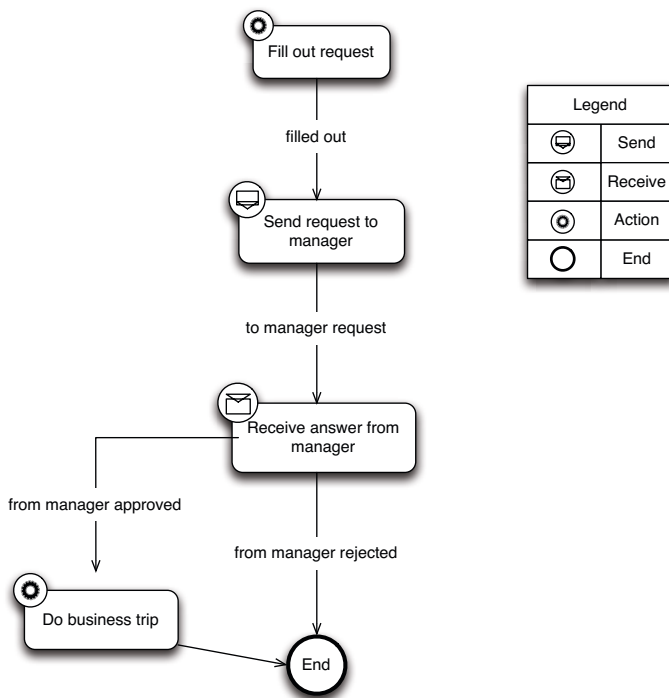 Fill out request
filled out
Send request to
manager
to manager request
Receive answer from
manager
from manager approved
from manager rejected
Do business trip
End
Legend
Send
Receive
Action
End